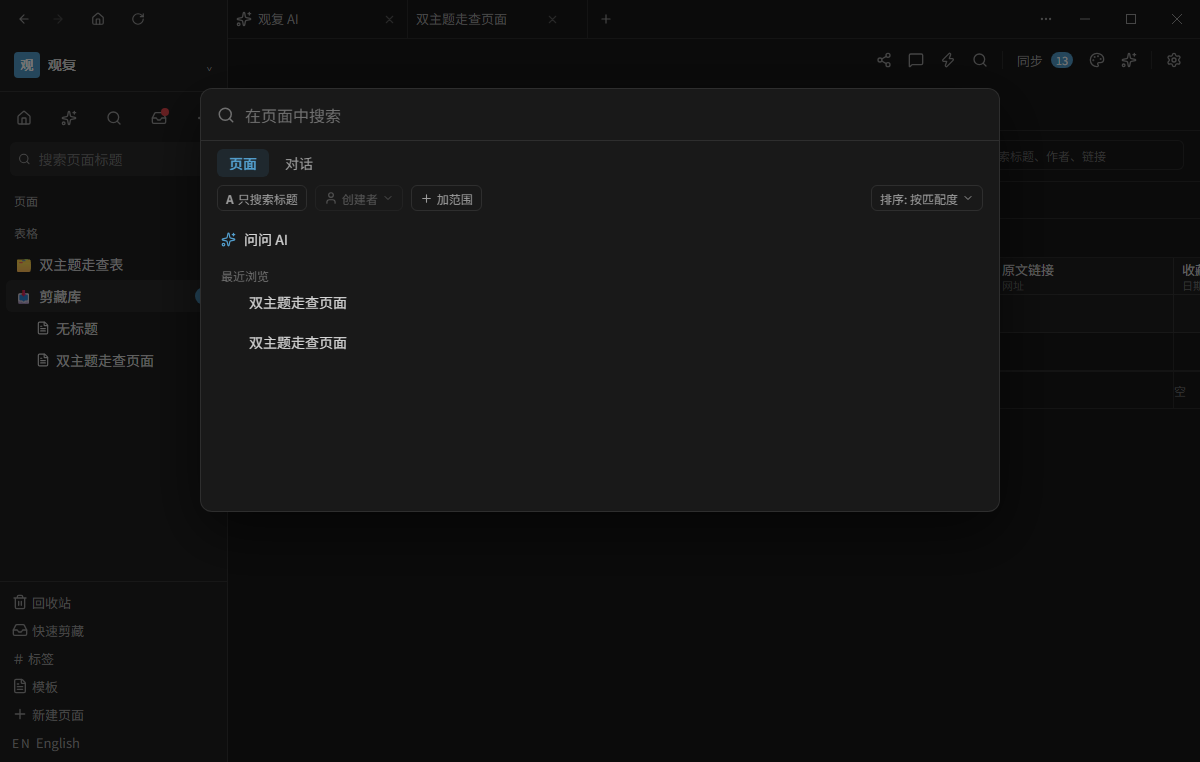 观复 AI
双主题走查页面
观 观复
同步 13
在页面中搜索
搜索页面标题
页面 对话
索标题、作者、链接
A 只搜索标题 创建者 加范围 排序: 按匹配度
页面
表格
问问 AI
双主题走查表
最近浏览
原文链接
网址
收藏
日期
剪藏库
双主题走查页面
无标题
双主题走查页面
双主题走查页面
空
回收站
快速剪藏
# 标签
模板
新建页面
EN English